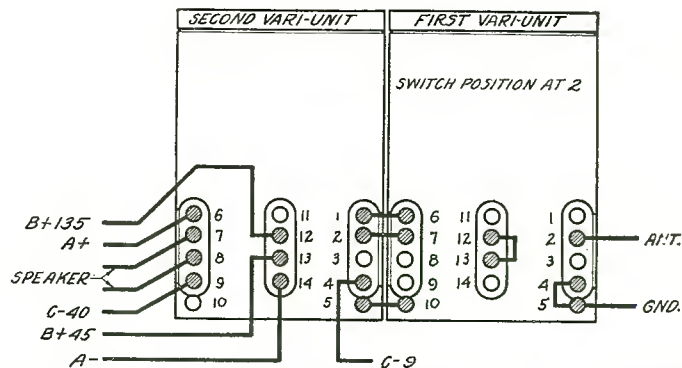 SECOND VARI-UNIT
FIRST VARI-UNIT
SWITCH POSITION AT 2
B+135
A+
SPEAKER
C-40
B+45
A-
6
7
8
9
10
11
12
13
14
1
2
3
4
5
6
7
8
9
10
11
12
13
14
1
2
3
4
5
ANT.
GND.
C-9